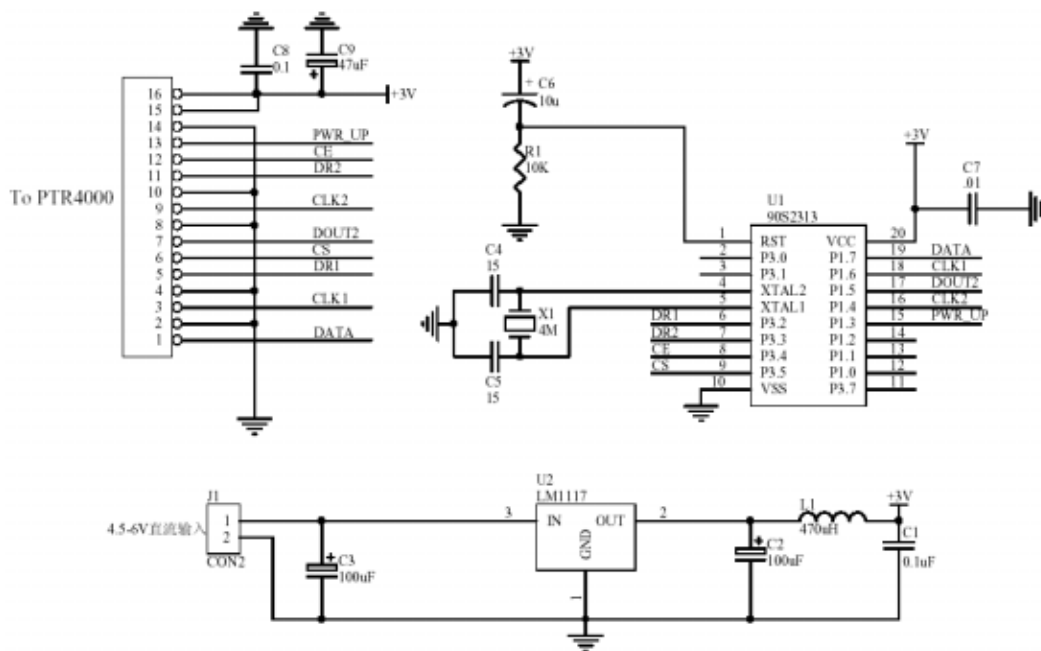 C8
0.1
C9
47uF
+3V
To PTR4000
16
15
14
13
12
11
10
9
8
7
6
5
4
3
2
1
PWR_UP
CE
DR2
CLK2
DOUT2
CS
DR1
CLK1
DATA
+3V
+
C6
10u
R1
10K
+3V
C7
.01
U1
90S2313
1 RST VCC 20
2 P3.0 P1.7 19 DATA
3 P3.1 P1.6 18 CLK1
4 XTAL2 P1.5 17 DOUT2
5 XTAL1 P1.4 16 CLK2
DR1 6 P3.2 P1.3 15 PWR_UP
DR2 7 P3.3 P1.2 14
CE 8 P3.4 P1.1 13
CS 9 P3.5 P1.0 12
10 VSS P3.7 11
C4
15
X1
4M
C5
15
4.5-6V直流输入
J1
1
2
CON2
+
C3
100uF
U2
LM1117
3 IN OUT 2
GND
1
+
C2
100uF
L1
470uH
+3V
C1
0.1uF